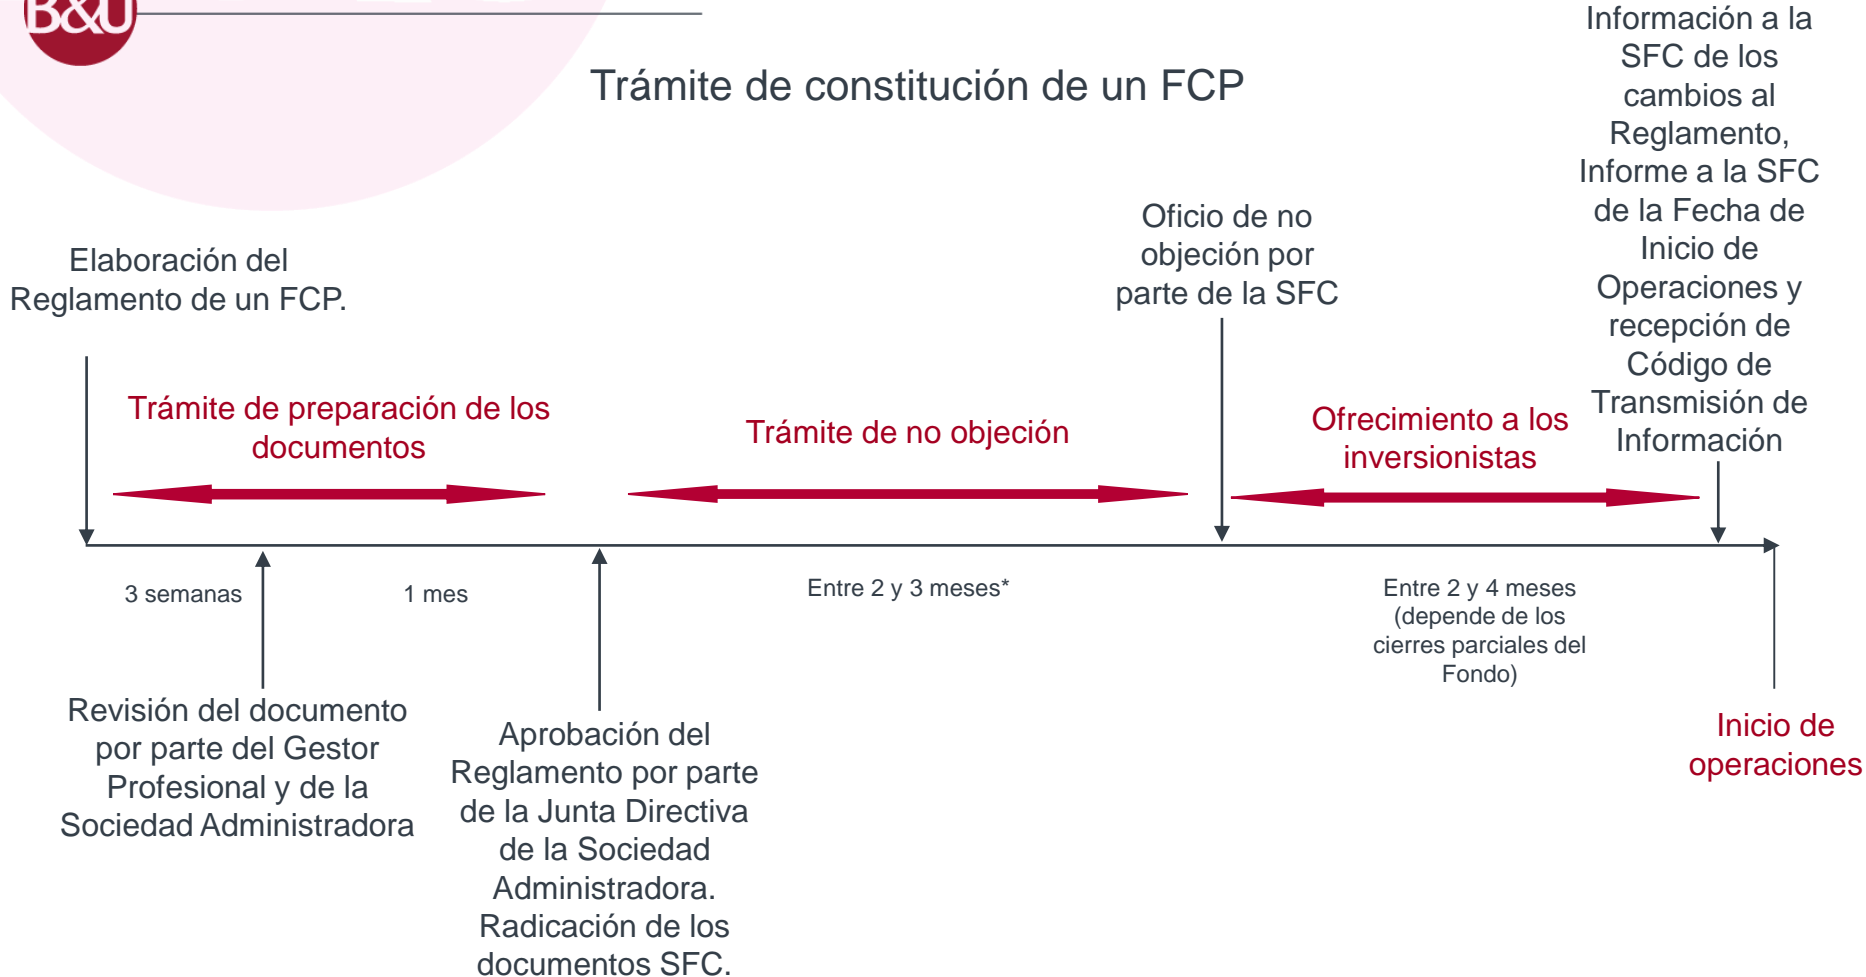 B&U
Trámite de constitución de un FCP
Elaboración del
Reglamento de un FCP.
Oficio de no
objeción por
parte de la SFC
Información a la
SFC de los
cambios al
Reglamento,
Informe a la SFC
de la Fecha de
Inicio de
Operaciones y
recepción de
Código de
Transmisión de
Información
Trámite de preparación de los
documentos
Trámite de no objeción
Ofrecimiento a los
inversionistas
3 semanas
1 mes
Entre 2 y 3 meses*
Entre 2 y 4 meses
(depende de los
cierres parciales del
Fondo)
Revisión del documento
por parte del Gestor
Profesional y de la
Sociedad Administradora
Aprobación del
Reglamento por parte
de la Junta Directiva
de la Sociedad
Administradora.
Radicación de los
documentos SFC.
Inicio de
operaciones